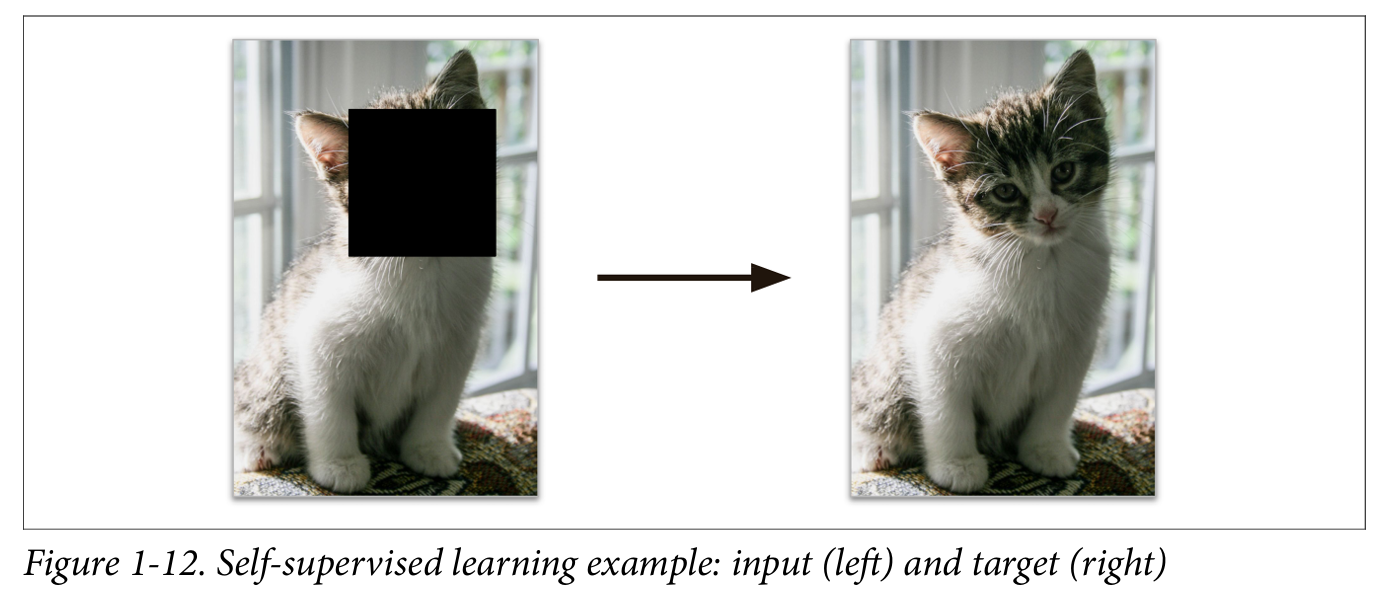 Figure 1-12. Self-supervised learning example: input (left) and target (right)